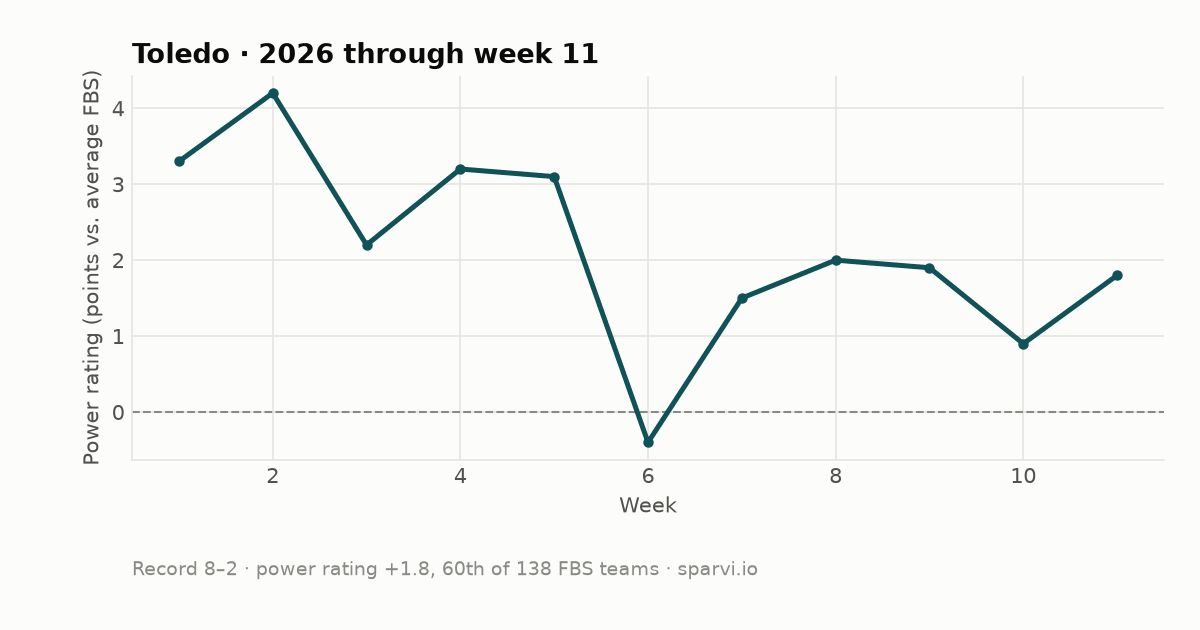 Toledo · 2026 through week 11
Power rating (points vs. average FBS)
4
3
2
1
0
2 4 6 8 10
Week
Record 8–2 · power rating +1.8, 60th of 138 FBS teams · sparvi.io